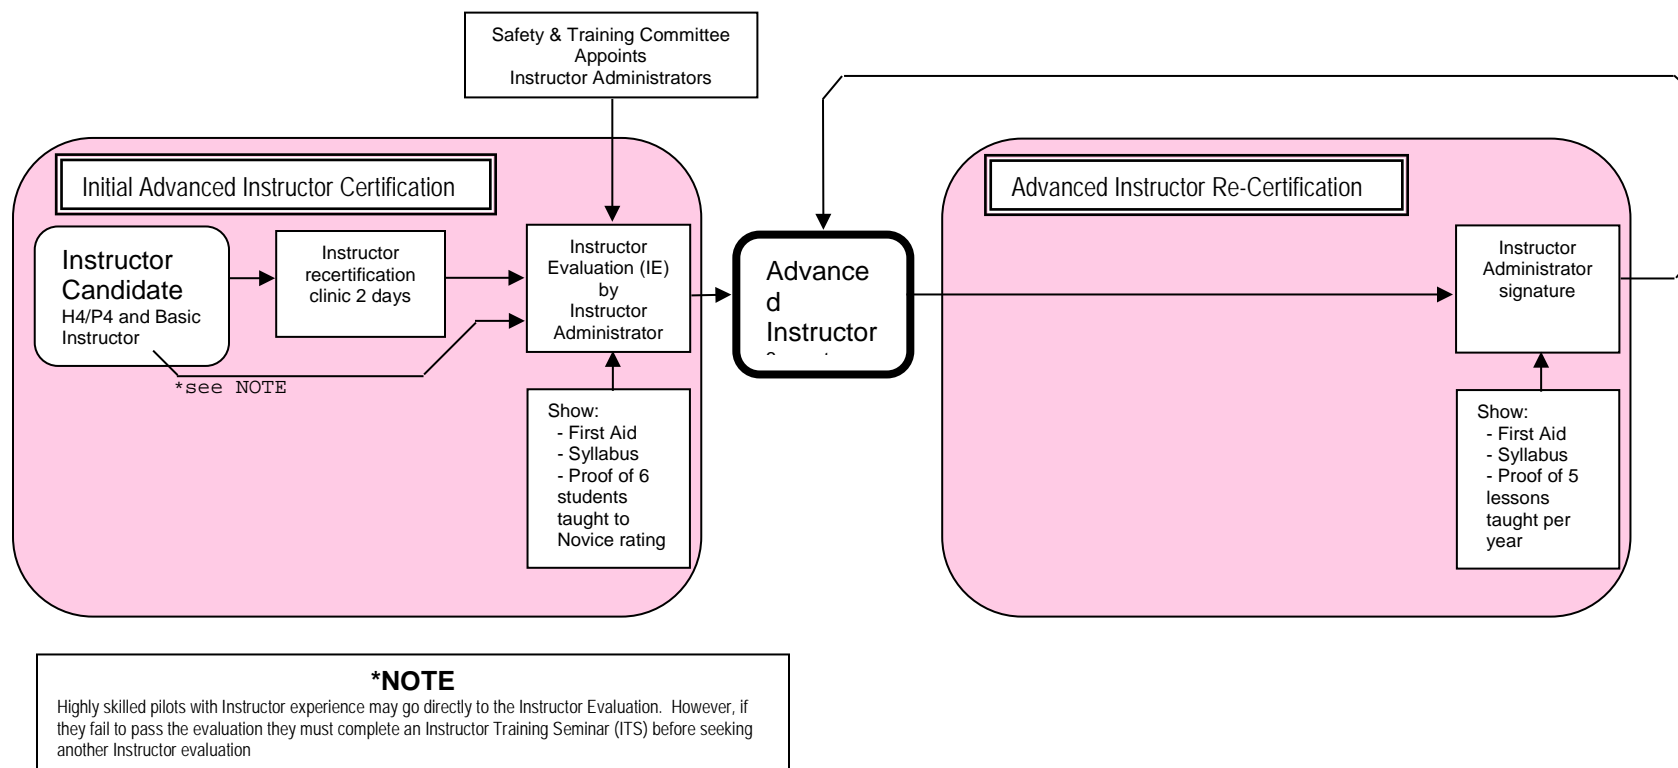 Safety & Training Committee
Appoints
Instructor Administrators
Initial Advanced Instructor Certification
Instructor
Candidate
H4/P4 and Basic
Instructor
Instructor
recertification
clinic 2 days
Instructor
Evaluation (IE)
by
Instructor
Administrator
*see NOTE
Show:
- First Aid
- Syllabus
- Proof of 6
students
taught to
Novice rating
Advance
d
Instructor
Advanced Instructor Re-Certification
Instructor
Administrator
signature
Show:
- First Aid
- Syllabus
- Proof of 5
lessons
taught per
year
*NOTE
Highly skilled pilots with Instructor experience may go directly to the Instructor Evaluation. However, if
they fail to pass the evaluation they must complete an Instructor Training Seminar (ITS) before seeking
another Instructor evaluation